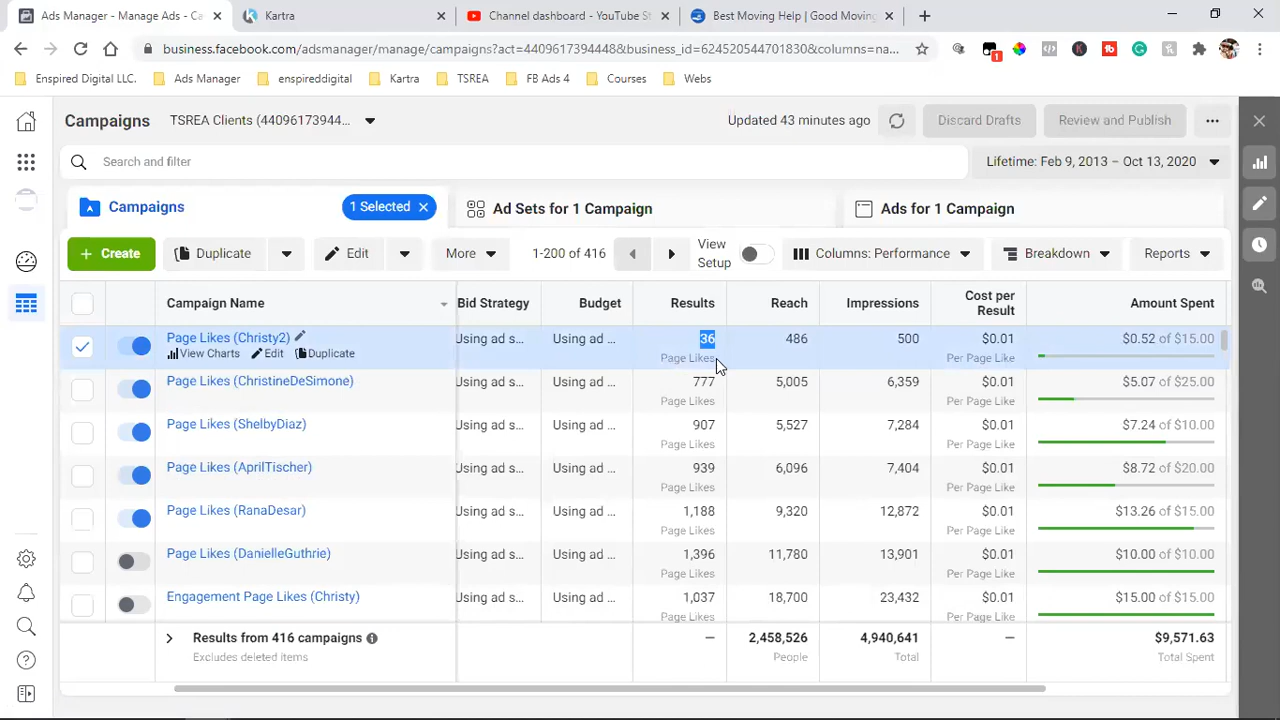 Ads Manager - Manage Ads - Ca
Kartra
Channel dashboard - YouTube St
Best Moving Help | Good Moving
business.facebook.com/adsmanager/manage/campaigns?act=4409617394448&business_id=624520544701830&columns=na...
1
Enspired Digital LLC.
Ads Manager
enspireddigital
Kartra
TSREA
FB Ads 4
Courses
Webs
Campaigns
TSREA Clients (44096173944...
Updated 43 minutes ago
Discard Drafts
Review and Publish
Search and filter
Lifetime: Feb 9, 2013 – Oct 13, 2020
Campaigns
1 Selected
Ad Sets for 1 Campaign
Ads for 1 Campaign
+ Create
Duplicate
Edit
More
1-200 of 416
View Setup
Columns: Performance
Breakdown
Reports
Campaign Name
Bid Strategy
Budget
Results
Reach
Impressions
Cost per Result
Amount Spent
Page Likes (Christy2)
View Charts Edit Duplicate
Using ad s...
Using ad ...
36
Page Likes
486
500
$0.01
Per Page Like
$0.52 of $15.00
Page Likes (ChristineDeSimone)
Using ad s...
Using ad ...
777
Page Likes
5,005
6,359
$0.01
Per Page Like
$5.07 of $25.00
Page Likes (ShelbyDiaz)
Using ad s...
Using ad ...
907
Page Likes
5,527
7,284
$0.01
Per Page Like
$7.24 of $10.00
Page Likes (AprilTischer)
Using ad s...
Using ad ...
939
Page Likes
6,096
7,404
$0.01
Per Page Like
$8.72 of $20.00
Page Likes (RanaDesar)
Using ad s...
Using ad ...
1,188
Page Likes
9,320
12,872
$0.01
Per Page Like
$13.26 of $15.00
Page Likes (DanielleGuthrie)
Using ad s...
Using ad ...
1,396
Page Likes
11,780
13,901
$0.01
Per Page Like
$10.00 of $10.00
Engagement Page Likes (Christy)
Using ad s...
Using ad ...
1,037
Page Likes
18,700
23,432
$0.01
Per Page Like
$15.00 of $15.00
Results from 416 campaigns
Excludes deleted items
—
2,458,526
People
4,940,641
Total
—
$9,571.63
Total Spent